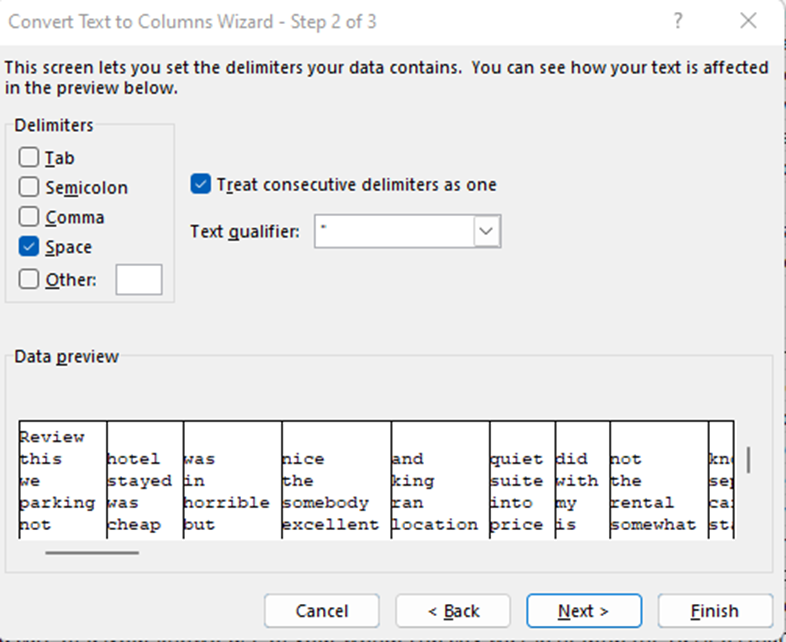 Convert Text to Columns Wizard - Step 2 of 3 ? ×
This screen lets you set the delimiters your data contains. You can see how your text is affected
in the preview below.
Delimiters
Tab
Semicolon
Comma
Space
Other:
Treat consecutive delimiters as one
Text qualifier: "
Data preview
Review
this hotel was nice and quiet did not kn
we stayed in the king suite with the se
parking was horrible somebody ran into my rental ca
not cheap but excellent location price is somewhat st
Cancel < Back Next > Finish